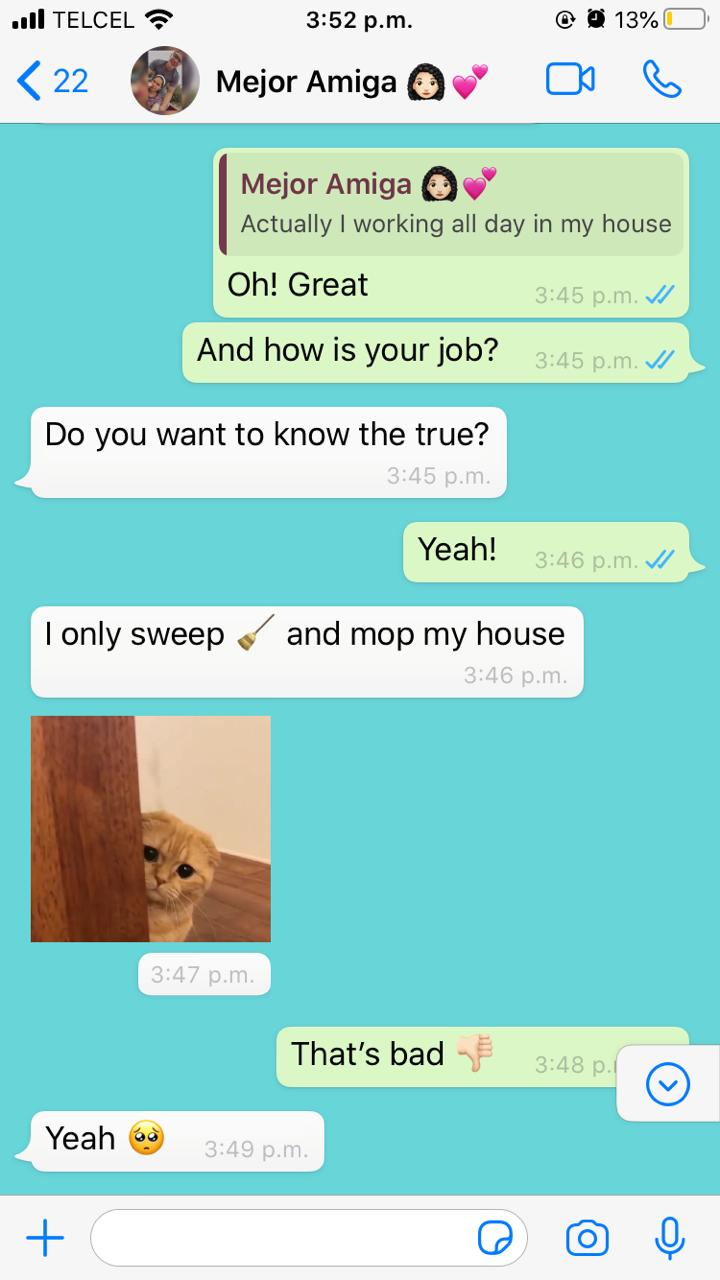 TELCEL 3:52 p.m. 13%
22 Mejor Amiga 👩🏻💕
Mejor Amiga 👩🏻💕
Actually I working all day in my house
Oh! Great 3:45 p.m.
And how is your job? 3:45 p.m.
Do you want to know the true?
3:45 p.m.
Yeah! 3:46 p.m.
I only sweep 🧹 and mop my house
3:46 p.m.
3:47 p.m.
That’s bad 👎🏻 3:48 p.
Yeah 🥺 3:49 p.m.